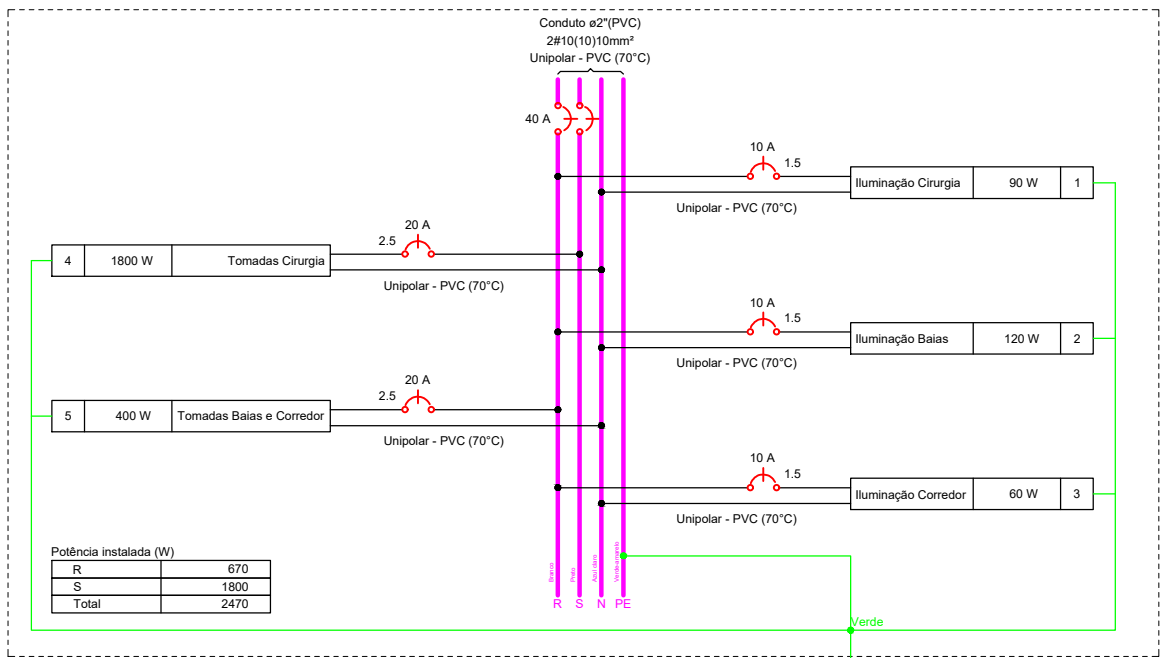 Conduto ø2"(PVC)
2#10(10)10mm²
Unipolar - PVC (70°C)
40 A
10 A
1.5
Iluminação Cirurgia 90 W 1
Unipolar - PVC (70°C)
20 A
2.5
4 1800 W Tomadas Cirurgia
Unipolar - PVC (70°C)
10 A
1.5
Iluminação Baias 120 W 2
Unipolar - PVC (70°C)
20 A
2.5
5 400 W Tomadas Baias e Corredor
Unipolar - PVC (70°C)
10 A
1.5
Iluminação Corredor 60 W 3
Unipolar - PVC (70°C)
Potência instalada (W)
R 670
S 1800
Total 2470
Branco
Preto
Azul claro
Verde-amarelo
R S N PE
Verde